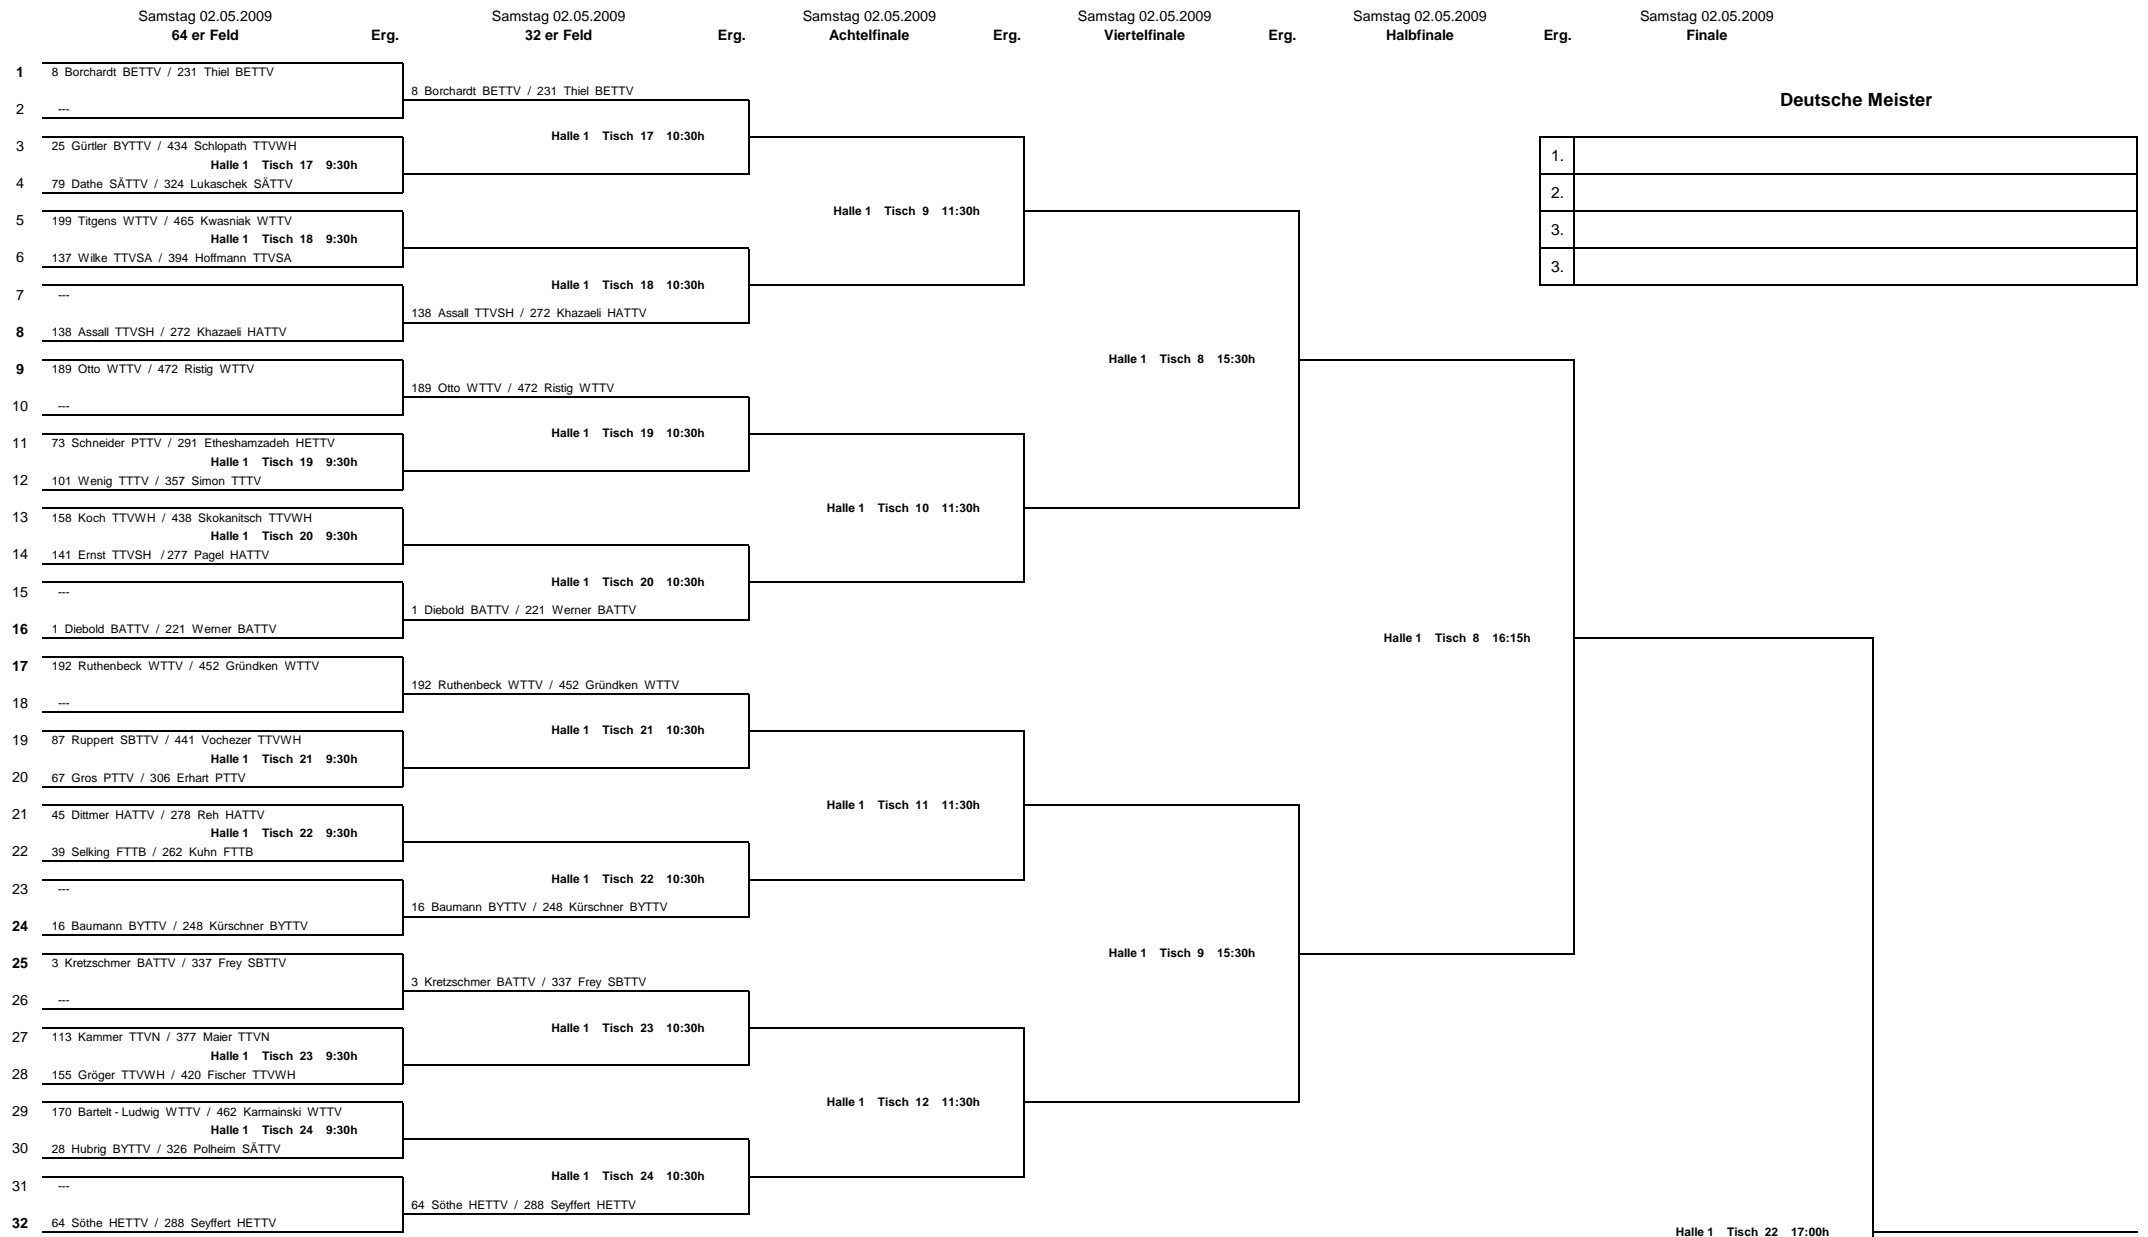 Samstag 02.05.2009 Samstag 02.05.2009 Samstag 02.05.2009 Samstag 02.05.2009 Samstag 02.05.2009 Samstag 02.05.2009
64 er Feld Erg. 32 er Feld Erg. Achtelfinale Erg. Viertelfinale Erg. Halbfinale Erg. Finale
1 8 Borchardt BETTV / 231 Thiel BETTV
8 Borchardt BETTV / 231 Thiel BETTV
Deutsche Meister
2 ---
Halle 1 Tisch 17 10:30h
3 25 Gürtler BYTTV / 434 Schlopath TTVWH
1.
Halle 1 Tisch 17 9:30h
4 79 Dathe SÄTTV / 324 Lukaschek SÄTTV
2.
Halle 1 Tisch 9 11:30h
5 199 Titgens WTTV / 465 Kwasniak WTTV
3.
Halle 1 Tisch 18 9:30h
6 137 Wilke TTVSA / 394 Hoffmann TTVSA
3.
Halle 1 Tisch 18 10:30h
7 ---
138 Assall TTVSH / 272 Khazaeli HATTV
8 138 Assall TTVSH / 272 Khazaeli HATTV
Halle 1 Tisch 8 15:30h
9 189 Otto WTTV / 472 Ristig WTTV
189 Otto WTTV / 472 Ristig WTTV
10 ---
Halle 1 Tisch 19 10:30h
11 73 Schneider PTTV / 291 Etheshamzadeh HETTV
Halle 1 Tisch 19 9:30h
12 101 Wenig TTTV / 357 Simon TTTV
Halle 1 Tisch 10 11:30h
13 158 Koch TTVWH / 438 Skokanitsch TTVWH
Halle 1 Tisch 20 9:30h
14 141 Ernst TTVSH / 277 Pagel HATTV
Halle 1 Tisch 20 10:30h
15 ---
1 Diebold BATTV / 221 Werner BATTV
16 1 Diebold BATTV / 221 Werner BATTV
Halle 1 Tisch 8 16:15h
17 192 Ruthenbeck WTTV / 452 Gründken WTTV
192 Ruthenbeck WTTV / 452 Gründken WTTV
18 ---
Halle 1 Tisch 21 10:30h
19 87 Ruppert SBTTV / 441 Vochezer TTVWH
Halle 1 Tisch 21 9:30h
20 67 Gros PTTV / 306 Erhart PTTV
Halle 1 Tisch 11 11:30h
21 45 Dittmer HATTV / 278 Reh HATTV
Halle 1 Tisch 22 9:30h
22 39 Selking FTTB / 262 Kuhn FTTB
Halle 1 Tisch 22 10:30h
23 ---
16 Baumann BYTTV / 248 Kürschner BYTTV
24 16 Baumann BYTTV / 248 Kürschner BYTTV
Halle 1 Tisch 9 15:30h
25 3 Kretzschmer BATTV / 337 Frey SBTTV
3 Kretzschmer BATTV / 337 Frey SBTTV
26 ---
Halle 1 Tisch 23 10:30h
27 113 Kammer TTVN / 377 Maier TTVN
Halle 1 Tisch 23 9:30h
28 155 Gröger TTVWH / 420 Fischer TTVWH
Halle 1 Tisch 12 11:30h
29 170 Bartelt - Ludwig WTTV / 462 Karmainski WTTV
Halle 1 Tisch 24 9:30h
30 28 Hubrig BYTTV / 326 Polheim SÄTTV
Halle 1 Tisch 24 10:30h
31 ---
64 Söthe HETTV / 288 Seyffert HETTV
32 64 Söthe HETTV / 288 Seyffert HETTV
Halle 1 Tisch 22 17:00h